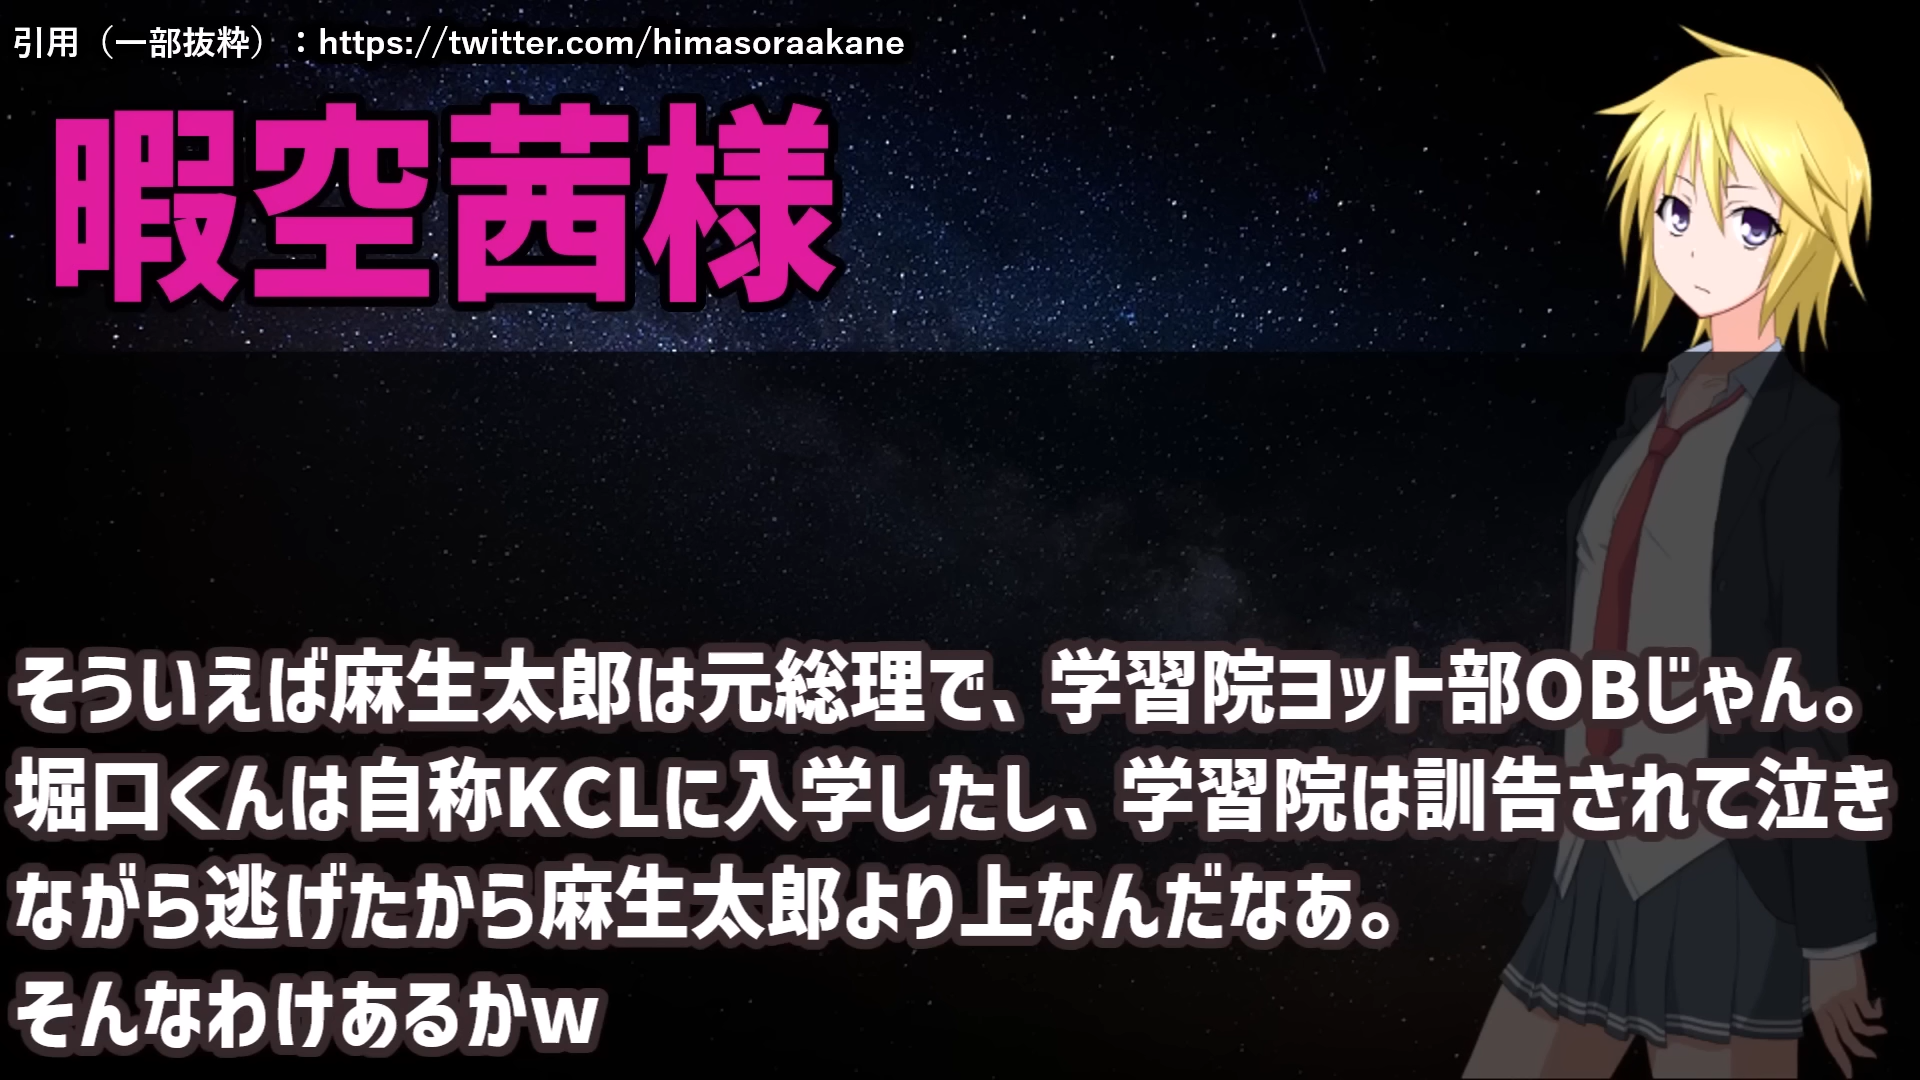 引用（一部抜粋）：https://twitter.com/himasoraakane
暇空茜様
そういえば麻生太郎は元総理で、学習院ヨット部OBじゃん。
堀口くんは自称KCLに入学したし、学習院は訓告されて泣き
ながら逃げたから麻生太郎より上なんだなあ。
そんなわけあるかw